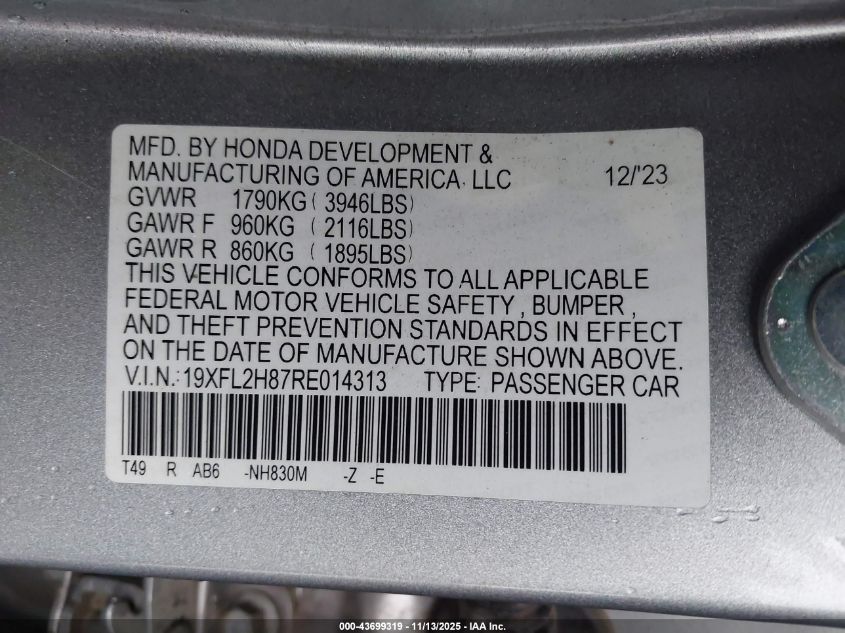 MFD. BY HONDA DEVELOPMENT &
MANUFACTURING OF AMERICA, LLC 12/'23
GVWR 1790KG ( 3946LBS)
GAWR F 960KG ( 2116LBS)
GAWR R 860KG ( 1895LBS)
THIS VEHICLE CONFORMS TO ALL APPLICABLE
FEDERAL MOTOR VEHICLE SAFETY , BUMPER ,
AND THEFT PREVENTION STANDARDS IN EFFECT
ON THE DATE OF MANUFACTURE SHOWN ABOVE.
V.I.N.:19XFL2H87RE014313 TYPE: PASSENGER CAR
T49 R AB6 -NH830M -Z -E
000-43699319 - 11/13/2025 - IAA Inc.